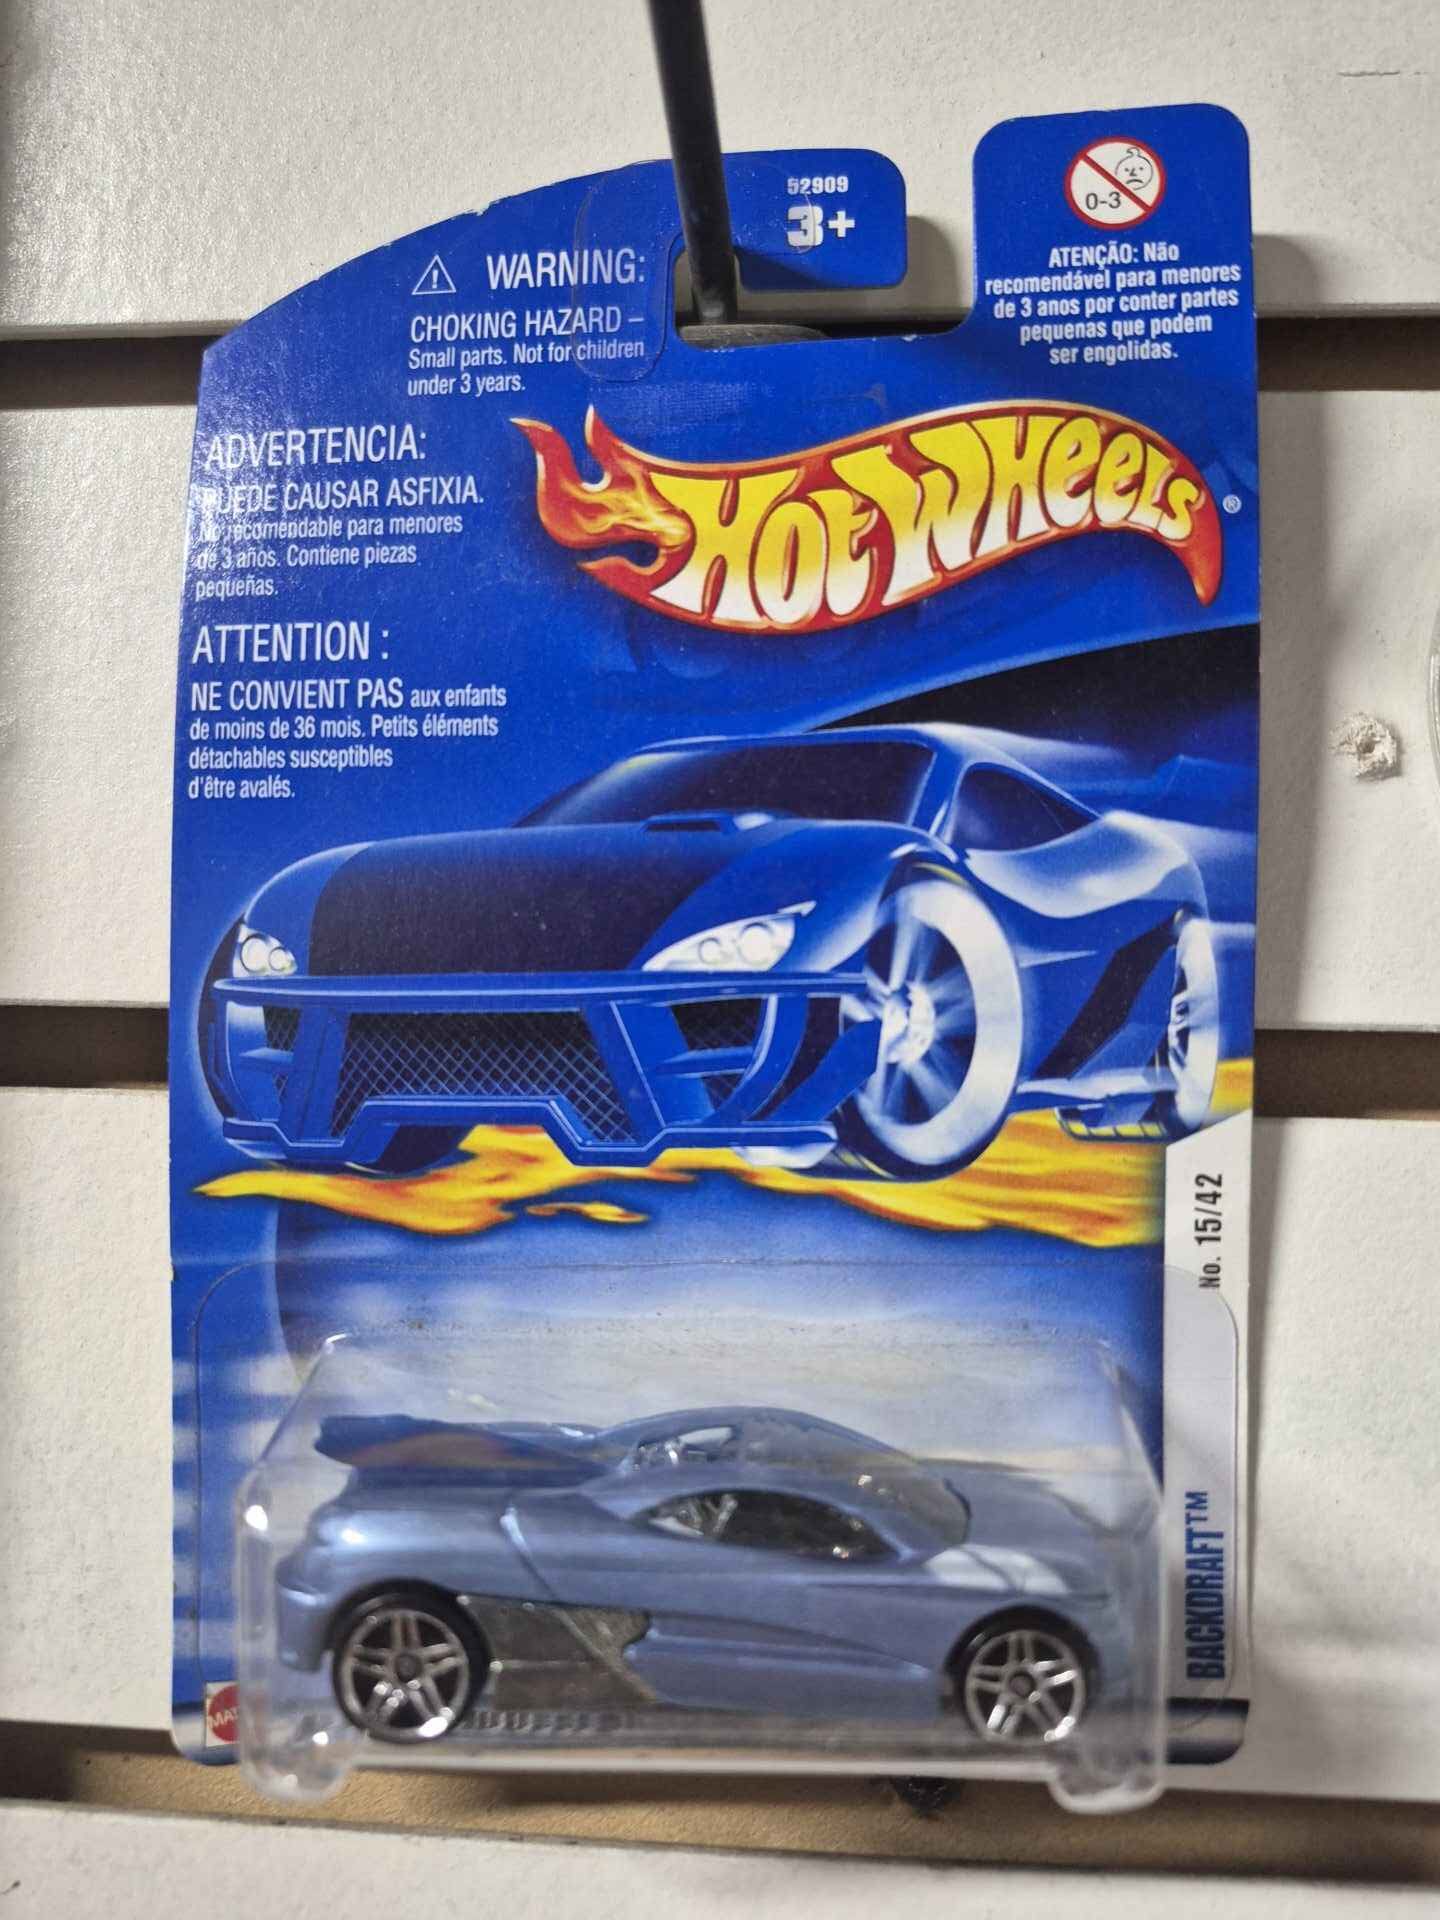 52909
3+
0-3
ATENÇÃO: Não
recomendável para menores
de 3 anos por conter partes
pequenas que podem
ser engolidas.
WARNING:
CHOKING HAZARD –
Small parts. Not for children
under 3 years.
ADVERTENCIA:
PUEDE CAUSAR ASFIXIA.
No recomendable para menores
de 3 años. Contiene piezas
pequeñas.
ATTENTION :
NE CONVIENT PAS aux enfants
de moins de 36 mois. Petits éléments
détachables susceptibles
d'être avalés.
HOT WHEELS®
No. 15/42
BACKDRAFT™